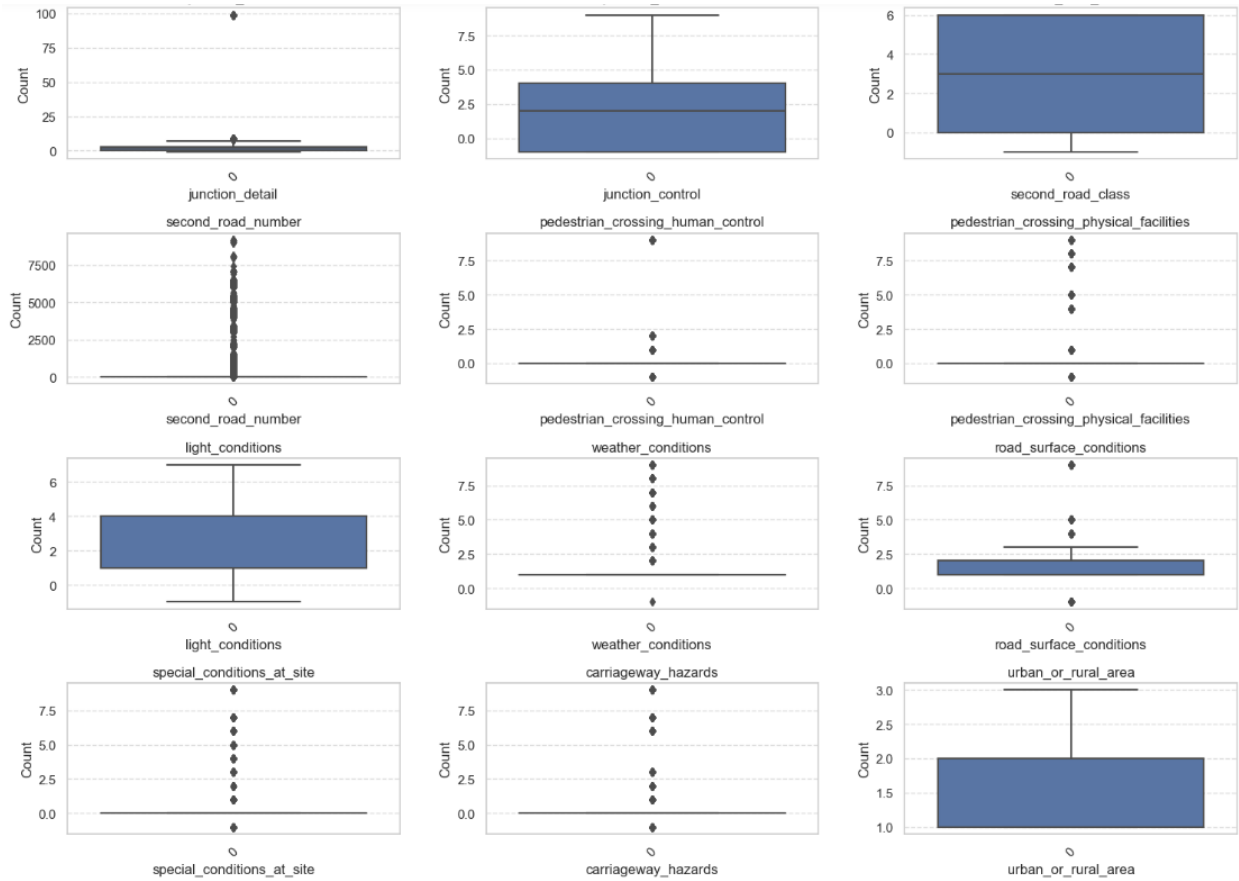 100
75
50
25
0
Count
0
junction_detail
7.5
5.0
2.5
0.0
Count
0
junction_control
6
4
2
0
Count
0
second_road_class
second_road_number
7500
5000
2500
0
Count
0
second_road_number
pedestrian_crossing_human_control
7.5
5.0
2.5
0.0
Count
0
pedestrian_crossing_human_control
pedestrian_crossing_physical_facilities
7.5
5.0
2.5
0.0
Count
0
pedestrian_crossing_physical_facilities
light_conditions
6
4
2
0
Count
0
light_conditions
weather_conditions
7.5
5.0
2.5
0.0
Count
0
weather_conditions
road_surface_conditions
7.5
5.0
2.5
0.0
Count
0
road_surface_conditions
special_conditions_at_site
7.5
5.0
2.5
0.0
Count
0
special_conditions_at_site
carriageway_hazards
7.5
5.0
2.5
0.0
Count
0
carriageway_hazards
urban_or_rural_area
3.0
2.5
2.0
1.5
1.0
Count
0
urban_or_rural_area